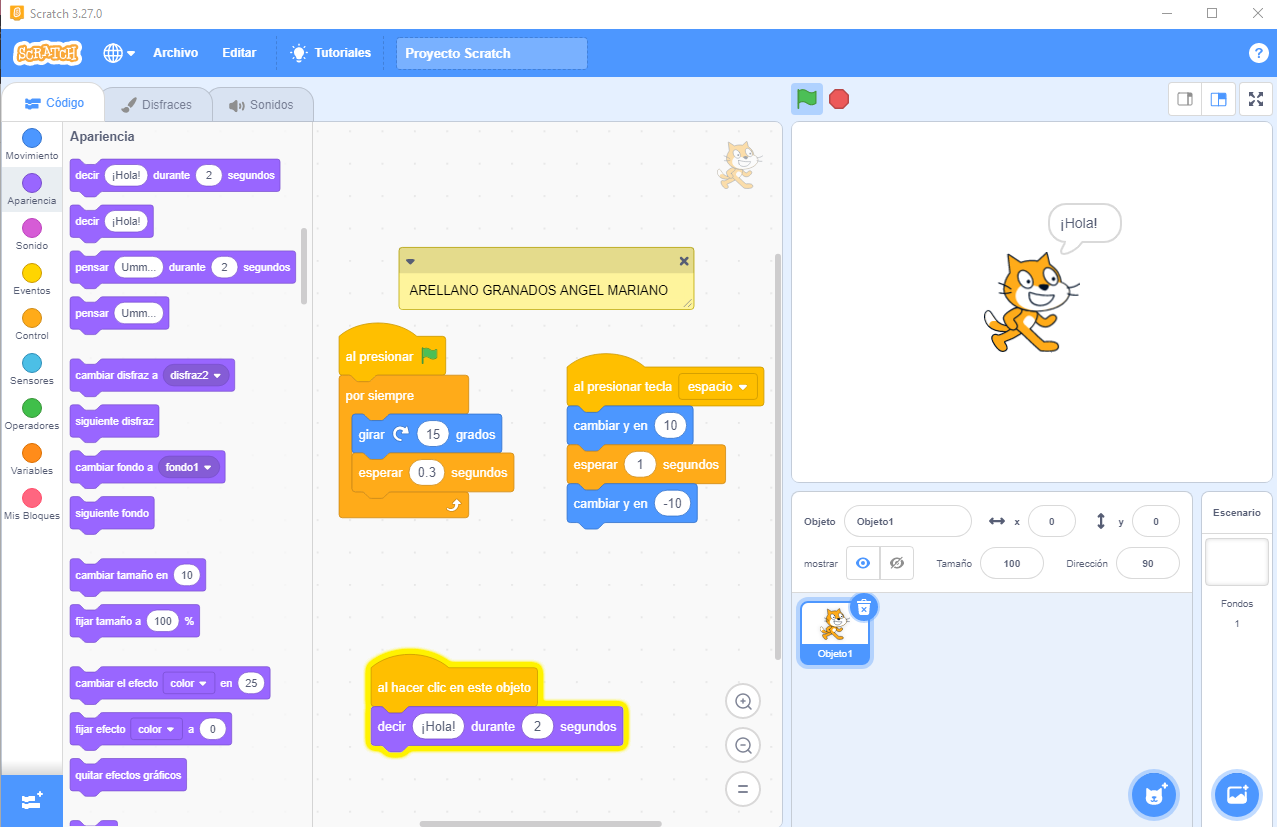 Scratch 3.27.0
SCRATCH
Archivo
Editar
Tutoriales
Proyecto Scratch
?
Código
Disfraces
Sonidos
Movimiento
Apariencia
Sonido
Eventos
Control
Sensores
Operadores
Variables
Mis Bloques
Apariencia
decir ¡Hola! durante 2 segundos
decir ¡Hola!
pensar Umm... durante 2 segundos
pensar Umm...
cambiar disfraz a disfraz2
siguiente disfraz
cambiar fondo a fondo1
siguiente fondo
cambiar tamaño en 10
fijar tamaño a 100 %
cambiar el efecto color en 25
fijar efecto color a 0
quitar efectos gráficos
ARELLANO GRANADOS ANGEL MARIANO
al presionar
por siempre
girar 15 grados
esperar 0.3 segundos
al presionar tecla espacio
cambiar y en 10
esperar 1 segundos
cambiar y en -10
al hacer clic en este objeto
decir ¡Hola! durante 2 segundos
¡Hola!
Objeto Objeto1 x 0 y 0
mostrar Tamaño 100 Dirección 90
Objeto1
Escenario
Fondos
1